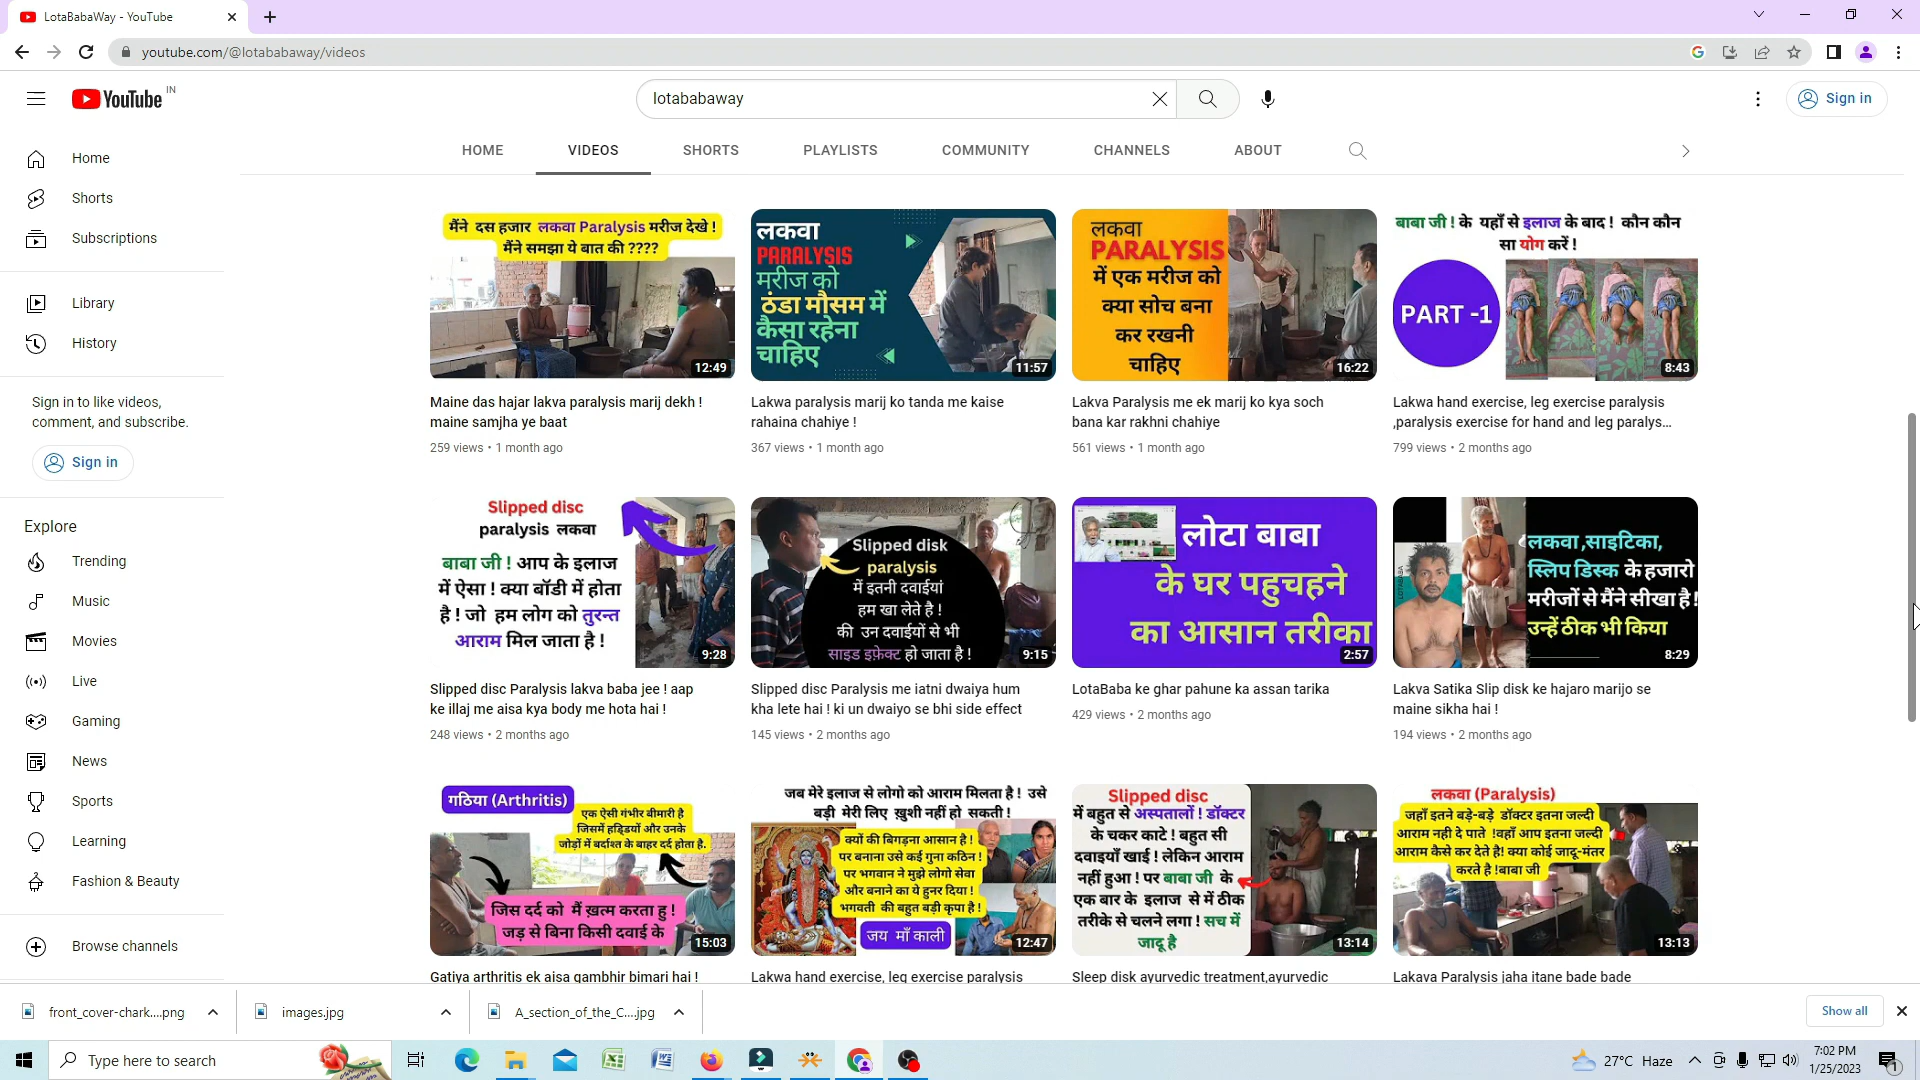 LotaBabaWay - YouTube
youtube.com/@lotababaway/videos
YouTube IN
lotababaway
Sign in
HOME
VIDEOS
SHORTS
PLAYLISTS
COMMUNITY
CHANNELS
ABOUT
Home
Shorts
Subscriptions
Library
History
Sign in to like videos,
comment, and subscribe.
Sign in
Explore
Trending
Music
Movies
Live
Gaming
News
Sports
Learning
Fashion & Beauty
Browse channels
मैंने दस हजार लकवा Paralysis मरीज देखे !
मैंने समझा ये बात की ????
12:49
Maine das hajar lakva paralysis marij dekh !
maine samjha ye baat
259 views • 1 month ago
लकवा
PARALYSIS
मरीज को
ठंडा मौसम में
कैसा रहेना
चाहिए
11:57
Lakwa paralysis marij ko tanda me kaise
rahaina chahiye !
367 views • 1 month ago
लकवा
PARALYSIS
में एक मरीज को
क्या सोच बना
कर रखनी
चाहिए
16:22
Lakva Paralysis me ek marij ko kya soch
bana kar rakhni chahiye
561 views • 1 month ago
बाबा जी ! के यहाँ से इलाज के बाद ! कौन कौन
सा योग करें !
PART -1
8:43
Lakwa hand exercise, leg exercise paralysis
,paralysis exercise for hand and leg paralys...
799 views • 2 months ago
Slipped disc
paralysis लकवा
बाबा जी ! आप के इलाज
में ऐसा ! क्या बॉडी में होता
है ! जो हम लोग को तुरन्त
आराम मिल जाता है !
9:28
Slipped disc Paralysis lakva baba jee ! aap
ke illaj me aisa kya body me hota hai !
248 views • 2 months ago
Slipped disk
paralysis
में इतनी दवाईयां
हम खा लेते है !
की उन दवाईयों से भी
साइड इफ़ेक्ट हो जाता है !
9:15
Slipped disc Paralysis me iatni dwaiya hum
kha lete hai ! ki un dwaiyo se bhi side effect
145 views • 2 months ago
लोटा बाबा
के घर पहुचहने
का आसान तरीका
2:57
LotaBaba ke ghar pahune ka assan tarika
429 views • 2 months ago
लकवा ,साइटिका,
स्लिप डिस्क के हजारो
मरीजों से मैंने सीखा है !
उन्हें ठीक भी किया
8:29
Lakva Satika Slip disk ke hajaro marijo se
maine sikha hai !
194 views • 2 months ago
गठिया (Arthritis)
एक ऐसी गंभीर बीमारी है
जिसमें हड्डियों और उनके
जोड़ों में बर्दाश्त के बाहर दर्द होता है.
जिस दर्द को मैं ख़त्म करता हु !
जड़ से बिना किसी दवाई के
15:03
Gatiya arthritis ek aisa gambhir bimari hai !
जब मेरे इलाज से लोगो को आराम मिलता है ! उसे
बड़ी मेरी लिए ख़ुशी नहीं हो सकती !
क्यों की बिगड़ना आसान है !
पर बनाना उसे कई गुना कठिन !
पर भगवान ने मुझे लोगो सेवा
और बनाने का ये हुनर दिया !
भगवती की बहुत बड़ी कृपा है !
जय माँ काली
12:47
Lakwa hand exercise, leg exercise paralysis
Slipped disc
में बहुत से अस्पतालों ! डॉक्टर
के चकर काटे ! बहुत सी
दवाइयाँ खाई ! लेकिन आराम
नहीं हुआ ! पर बाबा जी के
एक बार के इलाज से में ठीक
तरीके से चलने लगा ! सच में
जादू है
13:14
Sleep disk ayurvedic treatment,ayurvedic
लकवा (Paralysis)
जहाँ इतने बड़े-बड़े डॉक्टर इतना जल्दी
आराम नही दे पाते !वहाँ आप इतना जल्दी
आराम कैसे कर देते है! क्या कोई जादू-मंतर
करते है !बाबा जी
13:13
Lakava Paralysis jaha itane bade bade
front_cover-chark....png
images.jpg
A_section_of_the_C....jpg
Show all
Type here to search
27°C Haze
7:02 PM
1/25/2023
1